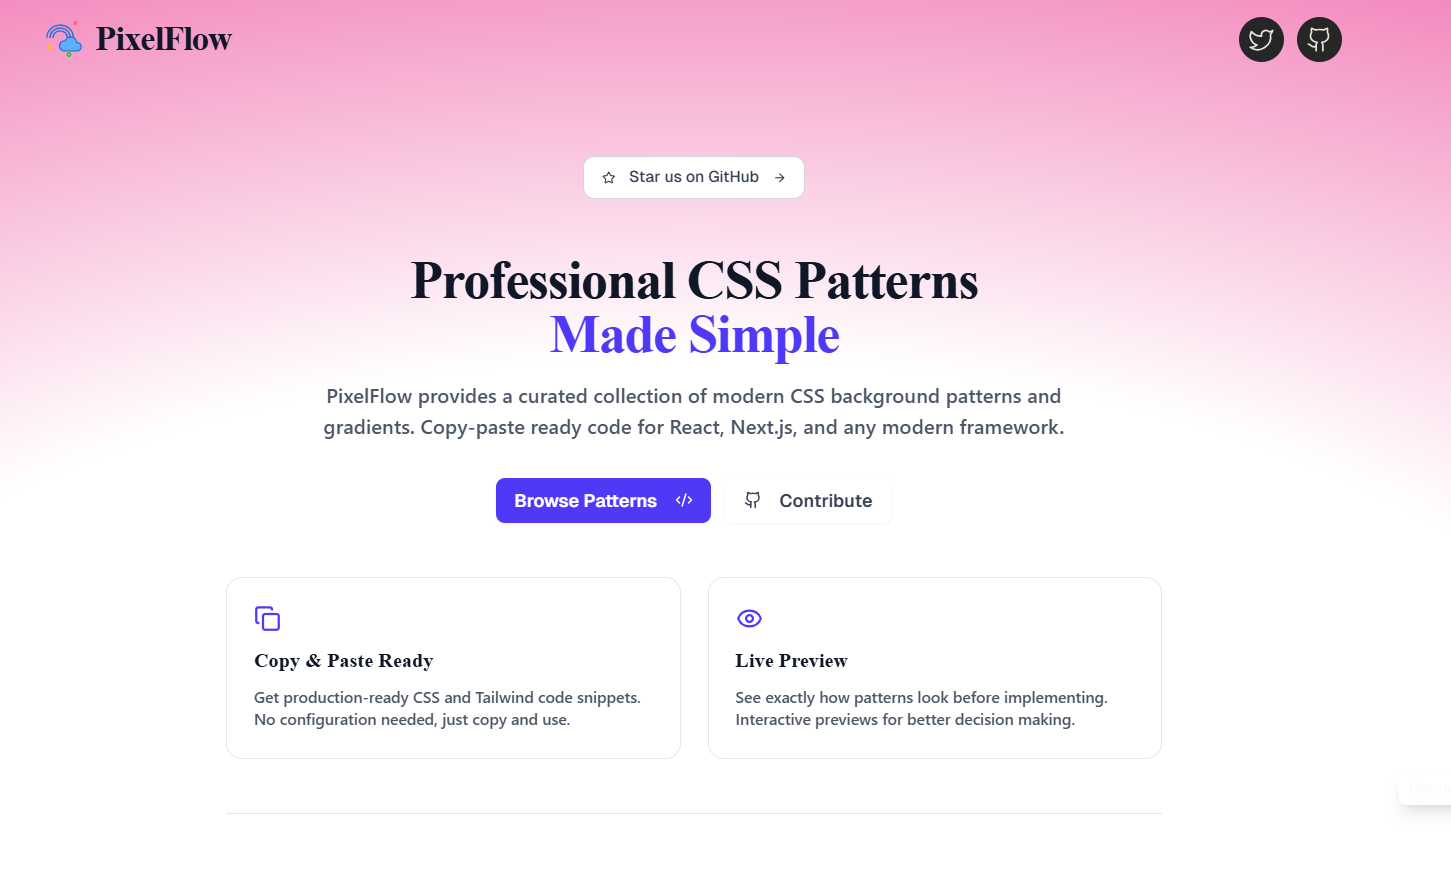 PixelFlow
Star us on GitHub
Professional CSS Patterns
Made Simple
PixelFlow provides a curated collection of modern CSS background patterns and
gradients. Copy-paste ready code for React, Next.js, and any modern framework.
Browse Patterns
Contribute
Copy & Paste Ready
Get production-ready CSS and Tailwind code snippets.
No configuration needed, just copy and use.
Live Preview
See exactly how patterns look before implementing.
Interactive previews for better decision making.